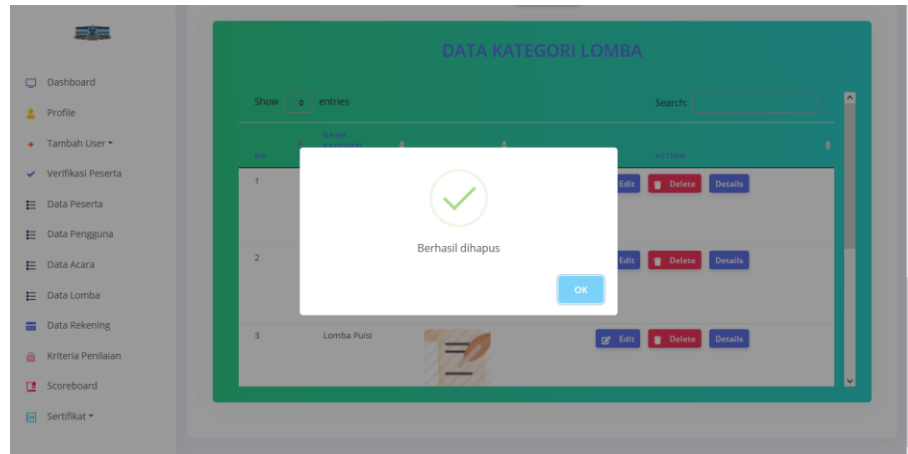 DATA KATEGORI LOMBA
Dashboard
Profile
Tambah User
Verifikasi Peserta
Data Peserta
Data Pengguna
Data Acara
Data Lomba
Data Rekening
Kriteria Penilaian
Scoreboard
Sertifikat
Show entries
Search:
NO NAMA KATEGORI ACTION
1 Edit Delete Details
Berhasil dihapus
OK
2 Edit Delete Details
3 Lomba Puisi Edit Delete Details